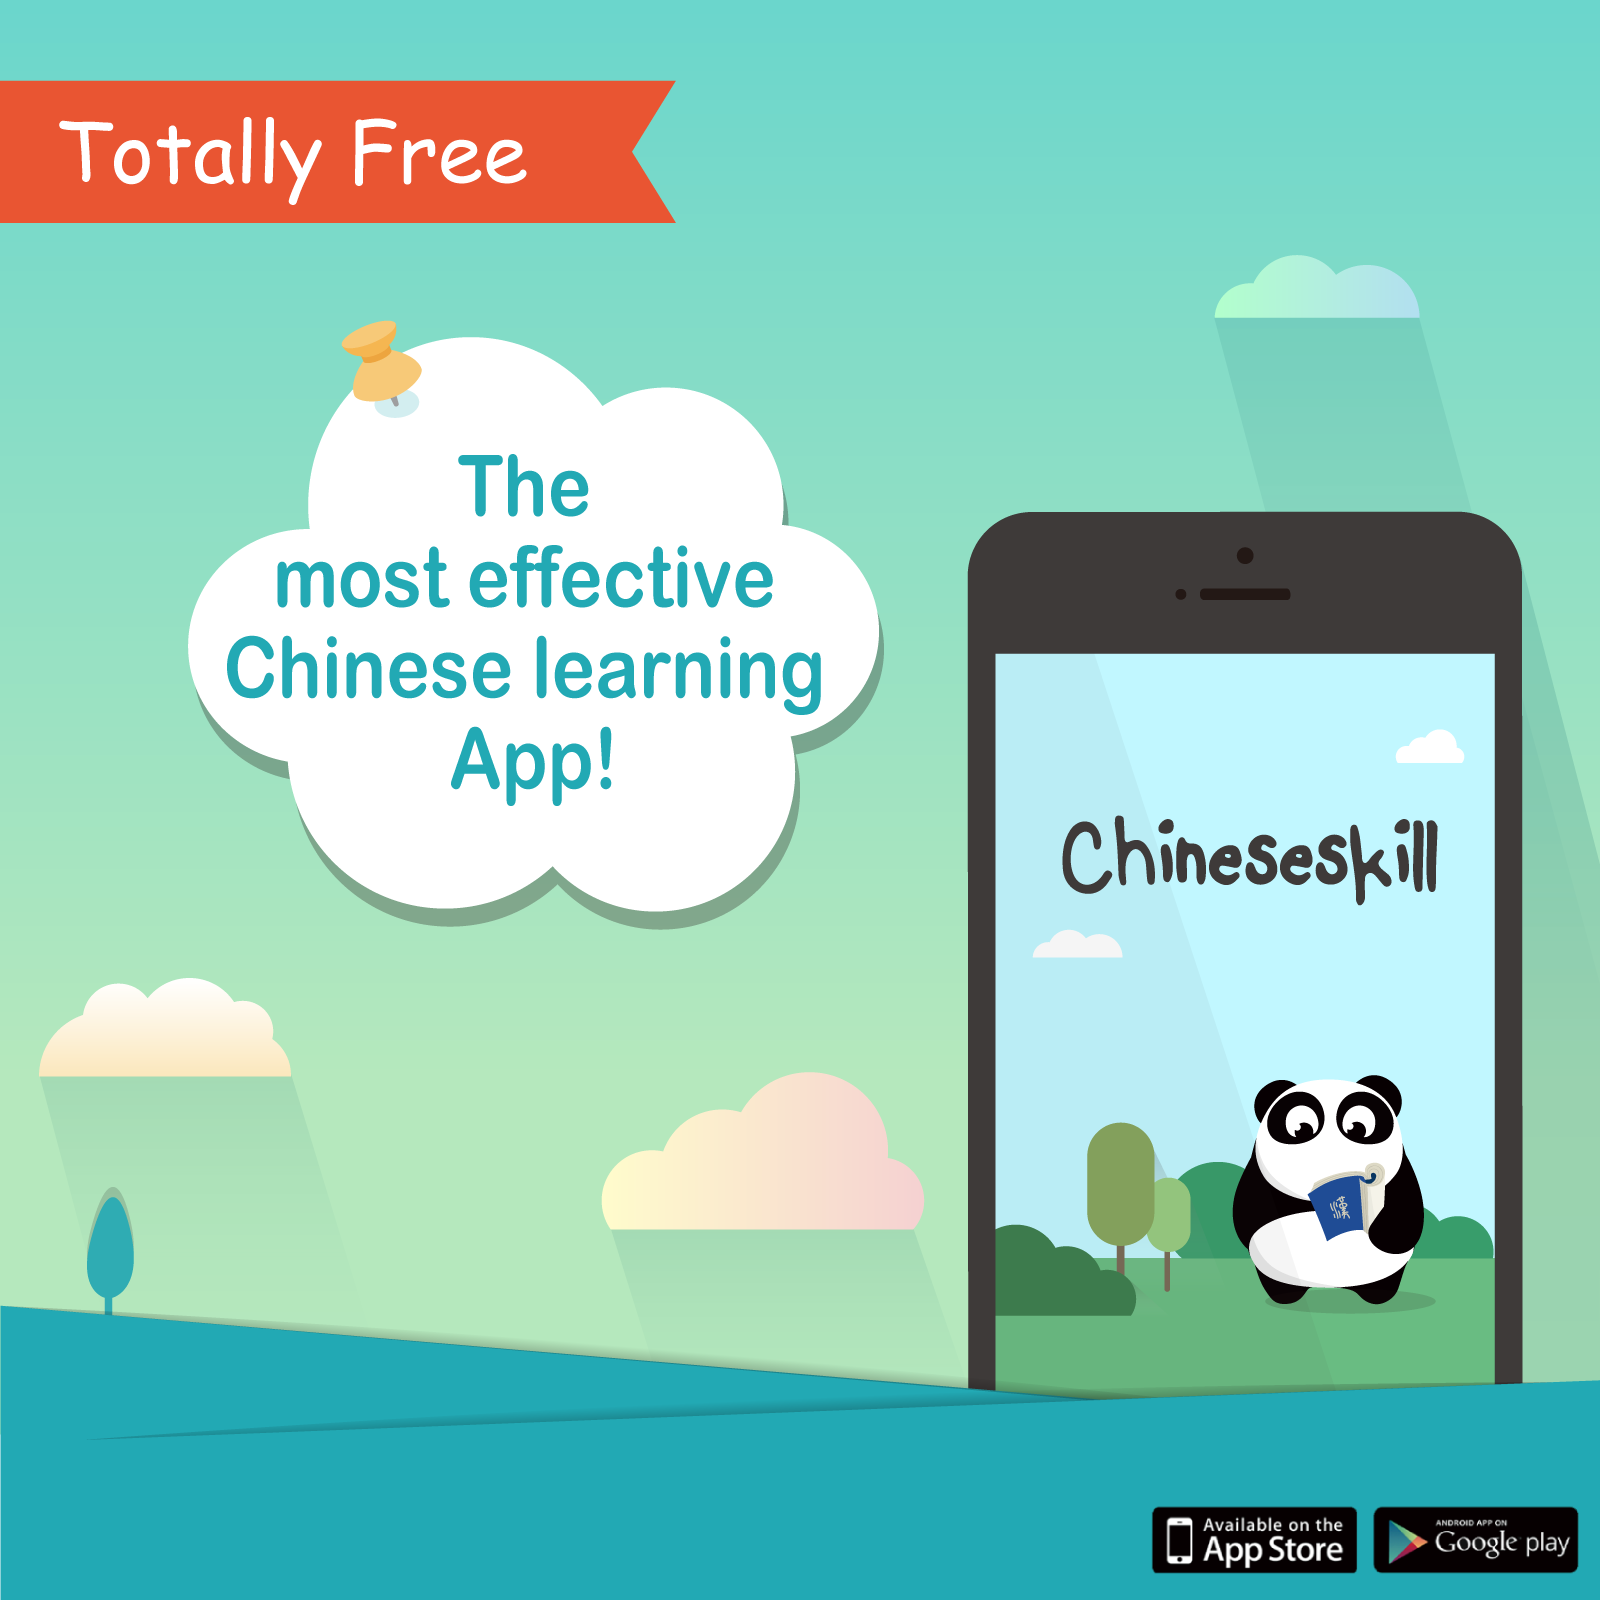 Totally Free
The
most effective
Chinese learning
App!
Chineseskill
Available on the
App Store
ANDROID APP ON
Google play